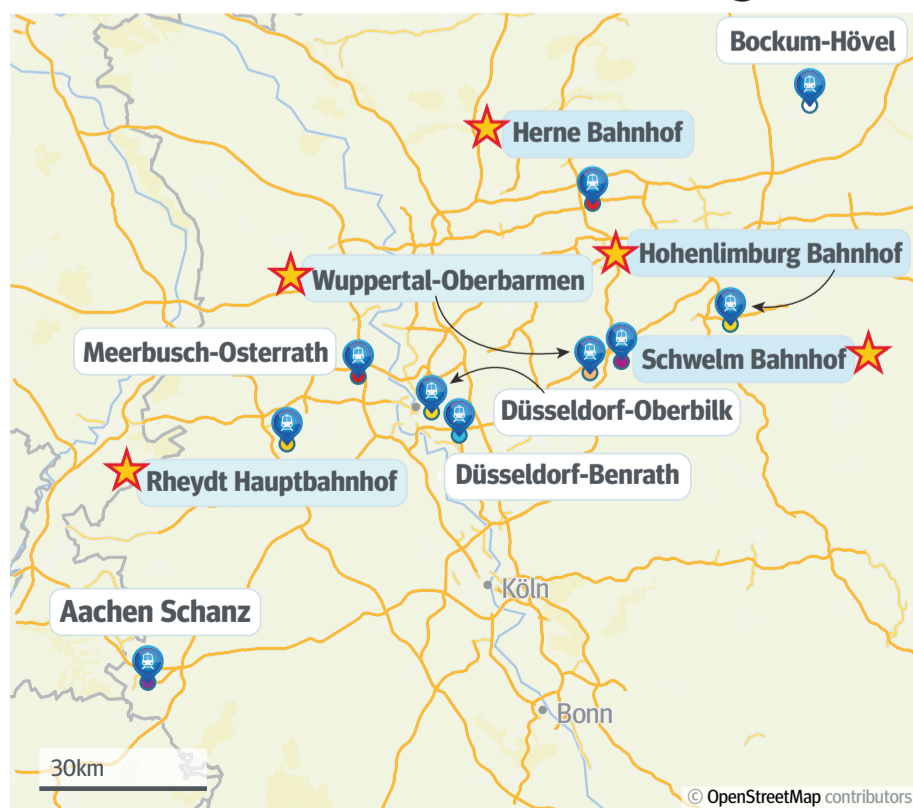 Bockum-Hövel
Herne Bahnhof
Hohenlimburg Bahnhof
Wuppertal-Oberbarmen
Meerbusch-Osterrath
Schwelm Bahnhof
Düsseldorf-Oberbilk
Rheydt Hauptbahnhof
Düsseldorf-Benrath
Köln
Aachen Schanz
Bonn
30km
© OpenStreetMap contributors